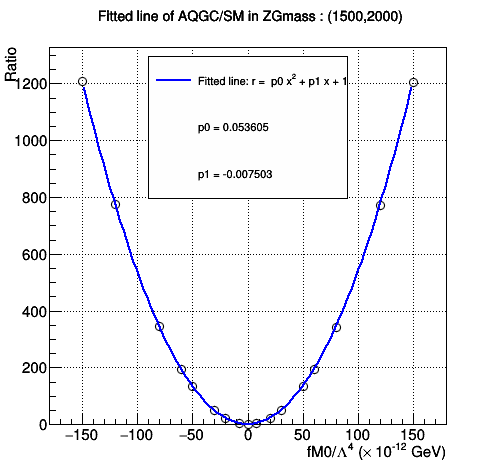 FItted line of AQGC/SM in ZGmass : (1500,2000)
Ratio
Fitted line: r = p0 x² + p1 x + 1
p0 = 0.053605
p1 = -0.007503
1200
1000
800
600
400
200
0
−150 −100 −50 0 50 100 150
fM0/Λ⁴ (× 10⁻¹² GeV)